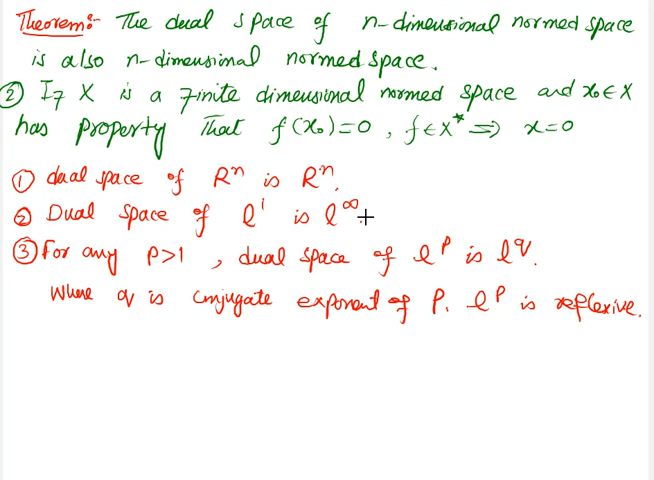 Theorem:- The dual space of n-dimensional normed space
is also n-dimensional normed space.
② If X is a finite dimensional normed space and x₀ ∈ X
has property that f(x₀)=0, f∈X* ⇒ x=0
① dual space of Rⁿ is Rⁿ.
② Dual space of l¹ is l^∞.
③ For any P>1, dual space of lᵖ is l^q.
Where q is conjugate exponent of P. lᵖ is reflexive.